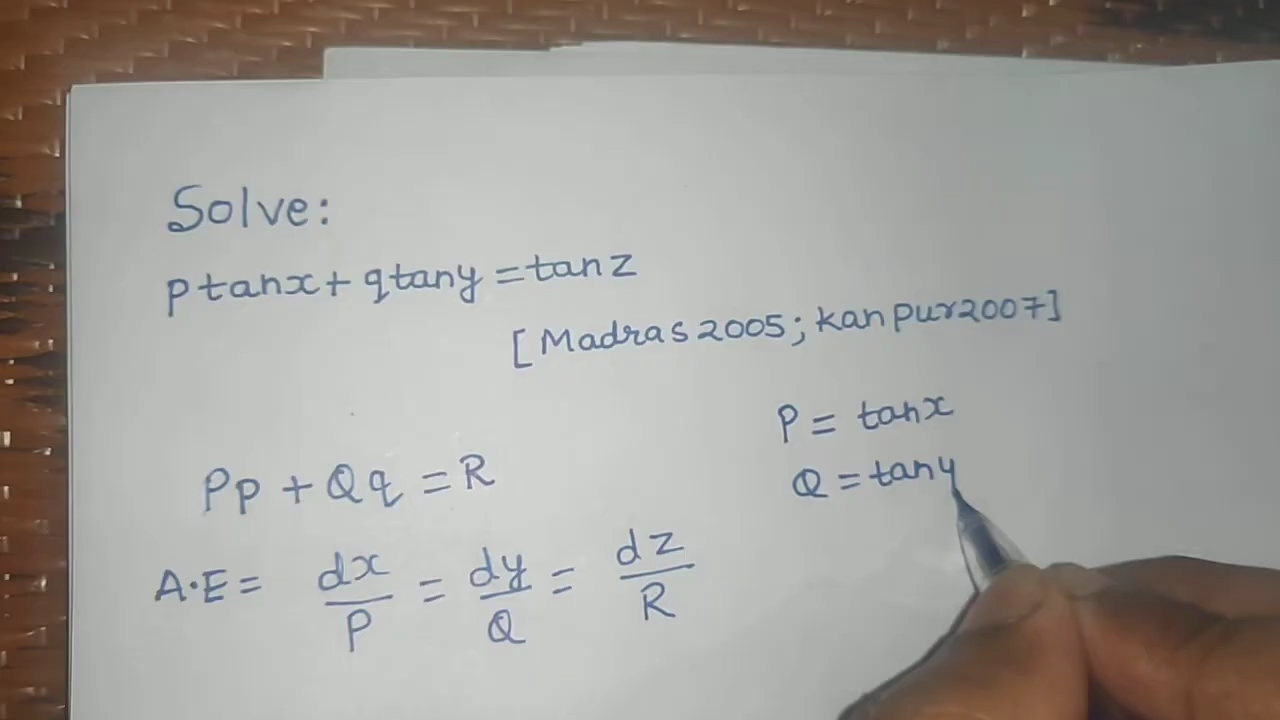 Solve:
p tanx + q tany = tan z
[Madras 2005; kanpur 2007]
P = tanx
Q = tany
Pp + Qq = R
A.E = dx/P = dy/Q = dz/R